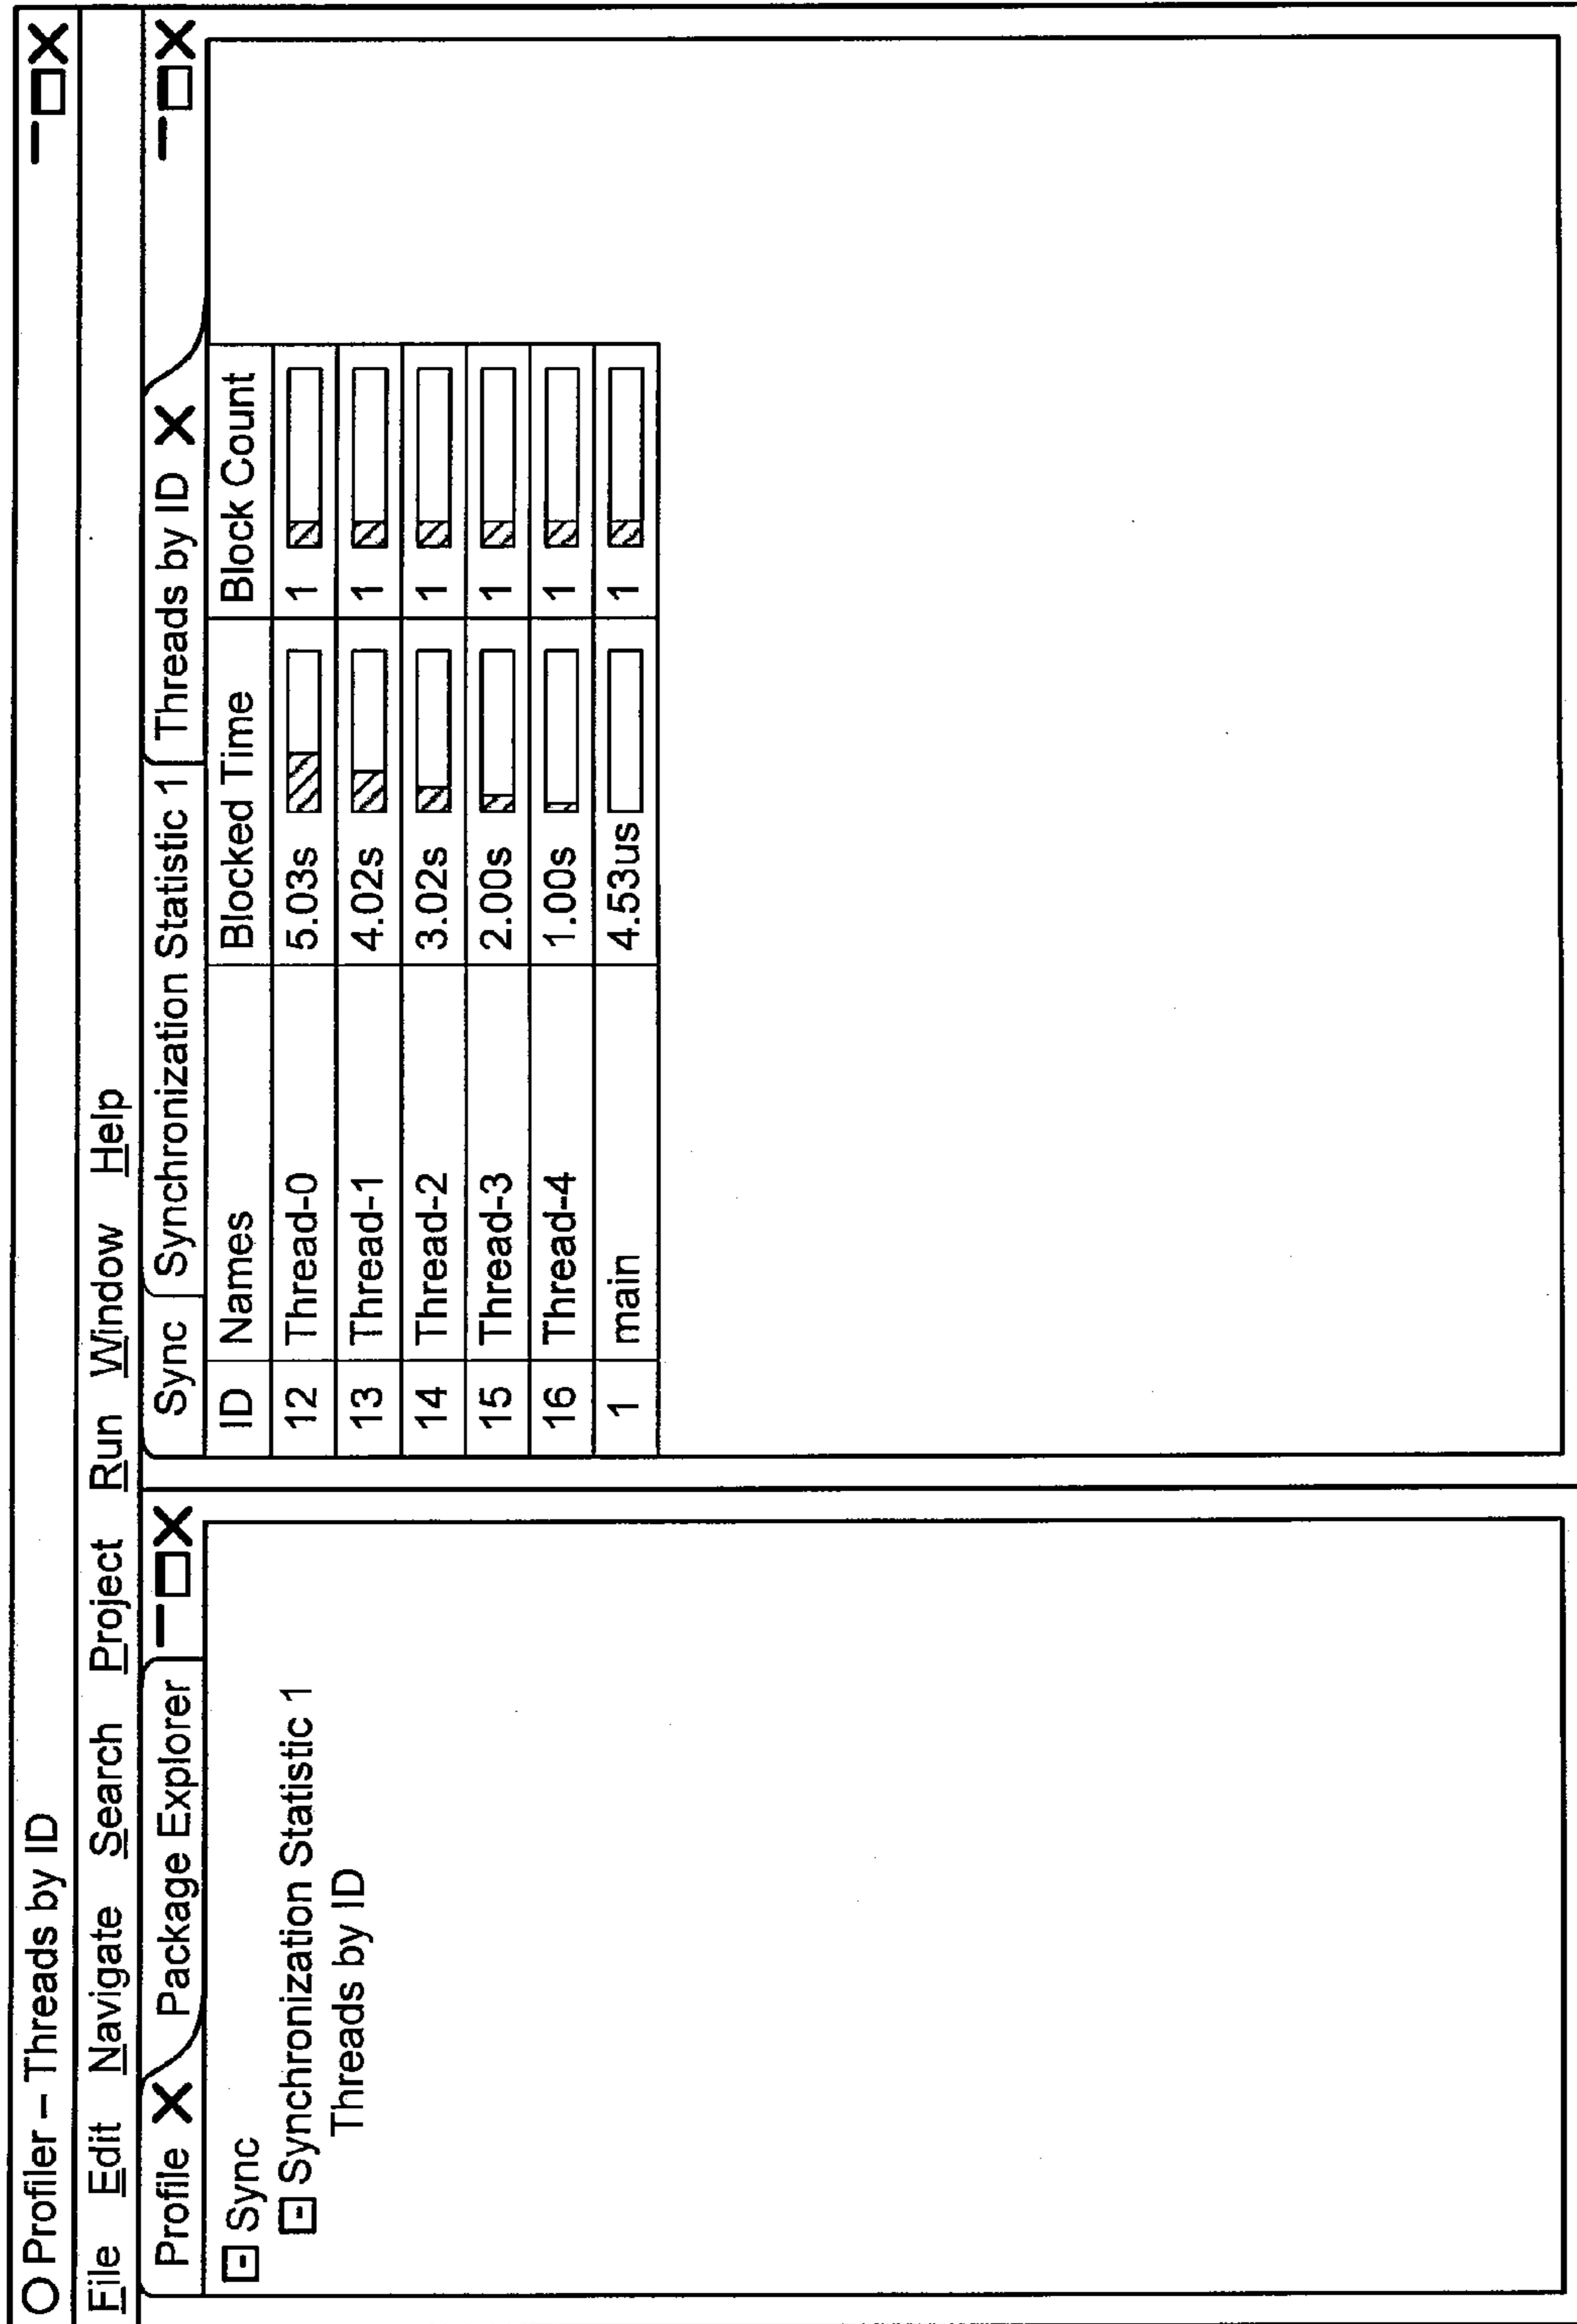 Profiler – Threads by ID
File Edit Navigate Search Project Run Window Help
Profile Package Explorer
Sync
Synchronization Statistic 1
Threads by ID
Sync Synchronization Statistic 1 Threads by ID
ID Names Blocked Time Block Count
12 Thread-0 5.03s 1
13 Thread-1 4.02s 1
14 Thread-2 3.02s 1
15 Thread-3 2.00s 1
16 Thread-4 1.00s 1
1 main 4.53us 1